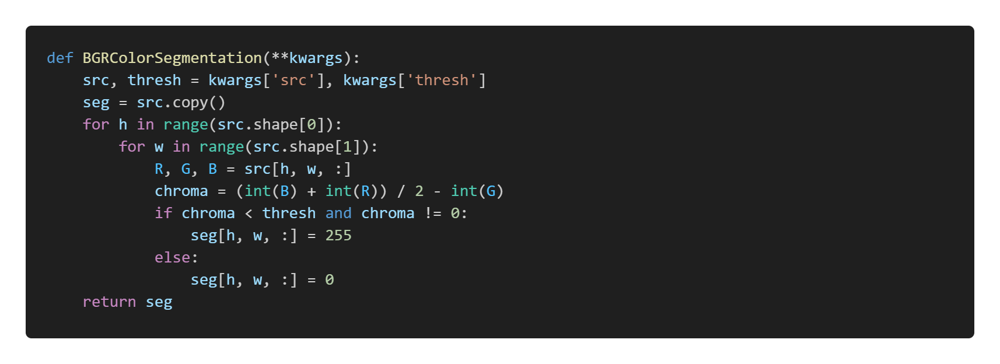 def BGRColorSegmentation(**kwargs):
    src, thresh = kwargs['src'], kwargs['thresh']
    seg = src.copy()
    for h in range(src.shape[0]):
        for w in range(src.shape[1]):
            R, G, B = src[h, w, :]
            chroma = (int(B) + int(R)) / 2 - int(G)
            if chroma < thresh and chroma != 0:
                seg[h, w, :] = 255
            else:
                seg[h, w, :] = 0
    return seg